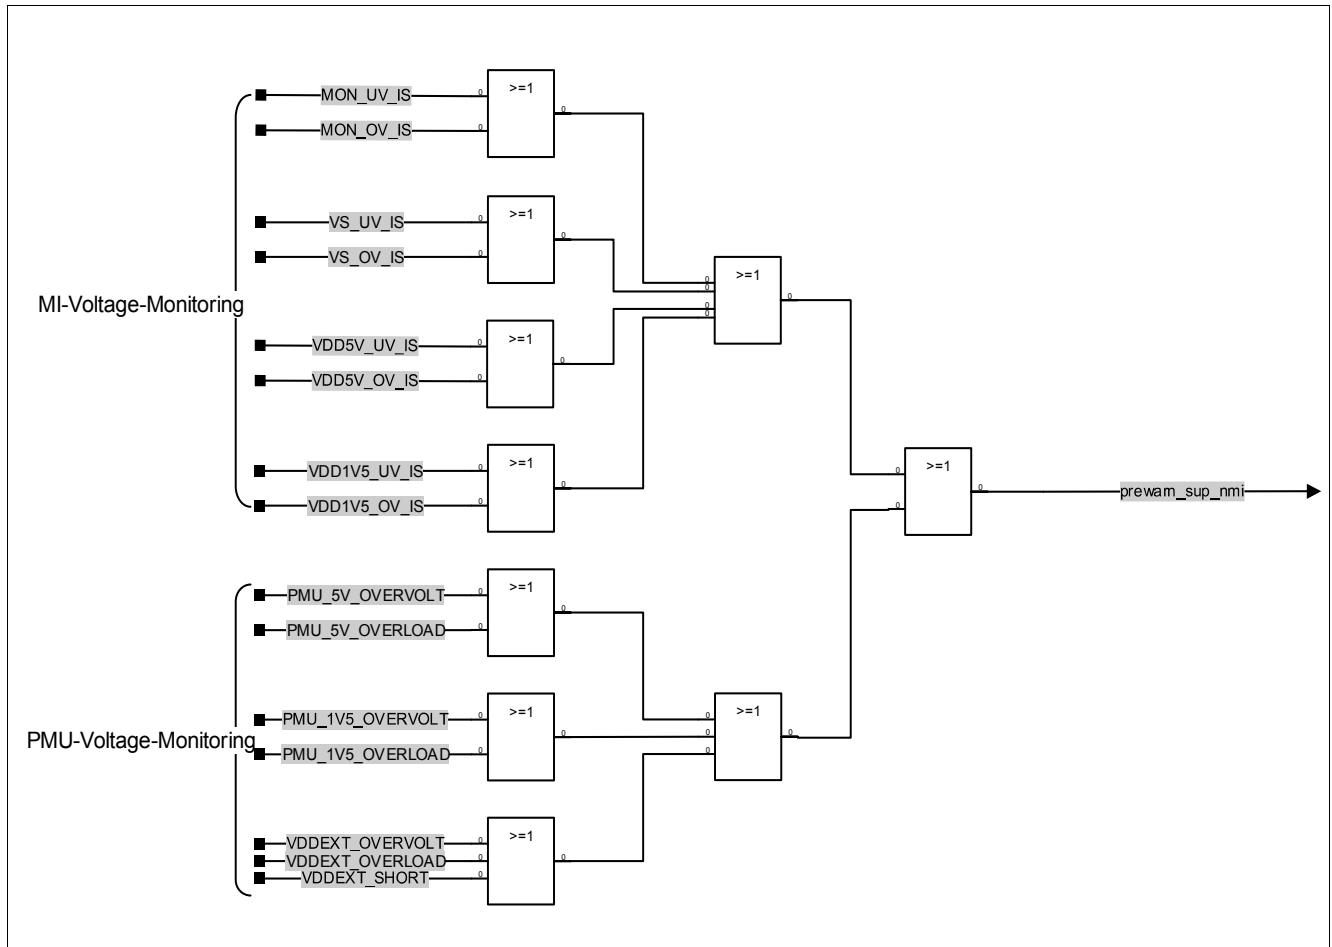 MON_UV_IS
MON_OV_IS
>=1
VS_UV_IS
VS_OV_IS
>=1
MI-Voltage-Monitoring
VDD5V_UV_IS
VDD5V_OV_IS
>=1
VDD1V5_UV_IS
VDD1V5_OV_IS
>=1
>=1
>=1
prewarn_sup_nmi
PMU_5V_OVERVOLT
PMU_5V_OVERLOAD
>=1
PMU-Voltage-Monitoring
PMU_1V5_OVERVOLT
PMU_1V5_OVERLOAD
>=1
>=1
VDDEXT_OVERVOLT
VDDEXT_OVERLOAD
VDDEXT_SHORT
>=1